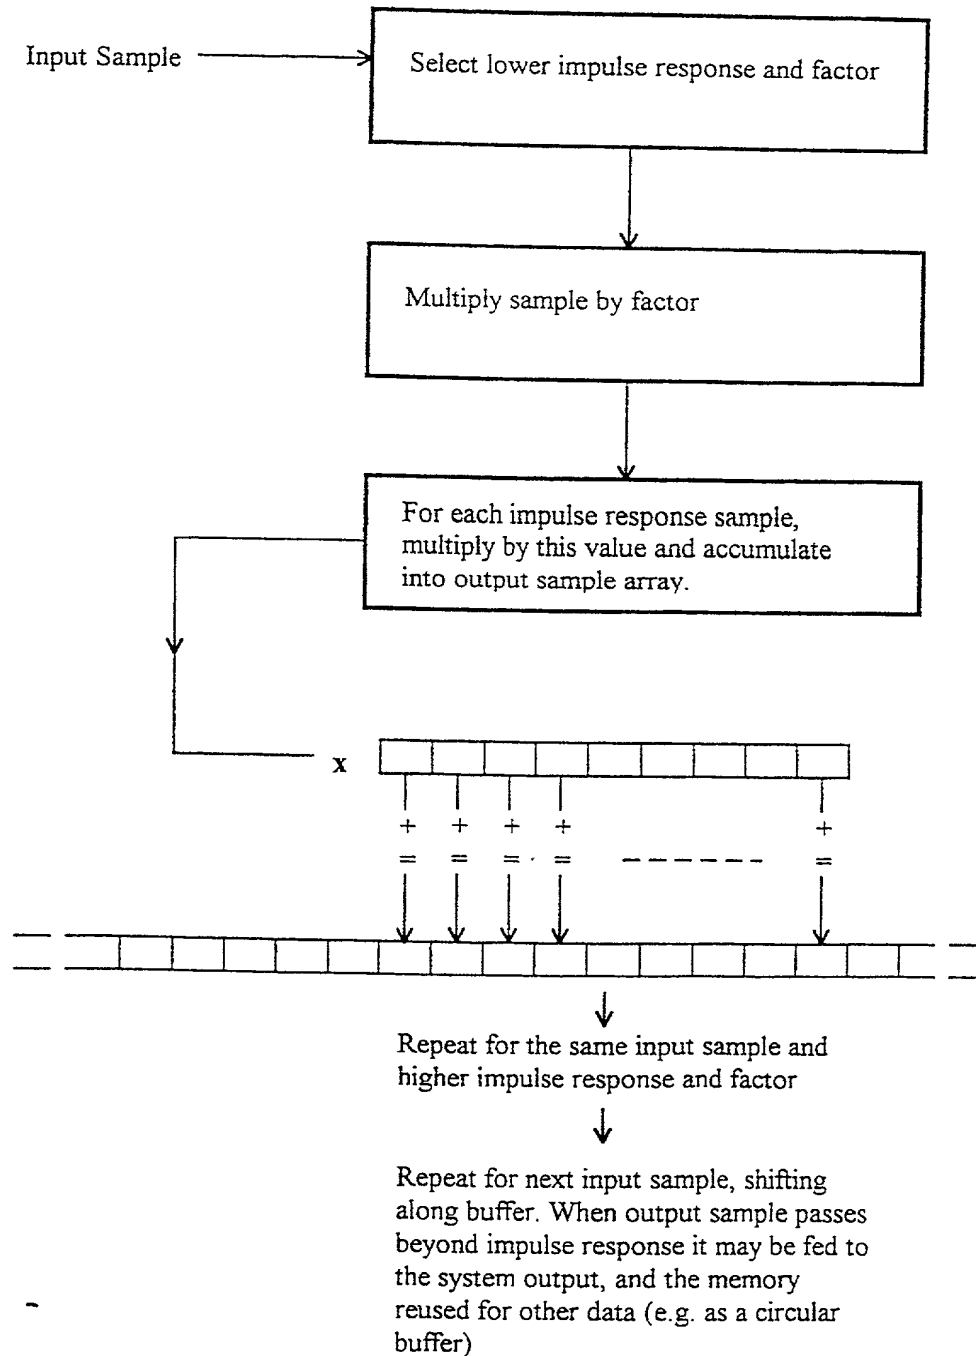 Input Sample
Select lower impulse response and factor
Multiply sample by factor
For each impulse response sample,
multiply by this value and accumulate
into output sample array.
x
+ + + + +
= = = = =
Repeat for the same input sample and
higher impulse response and factor
Repeat for next input sample, shifting
along buffer. When output sample passes
beyond impulse response it may be fed to
the system output, and the memory
reused for other data (e.g. as a circular
buffer)